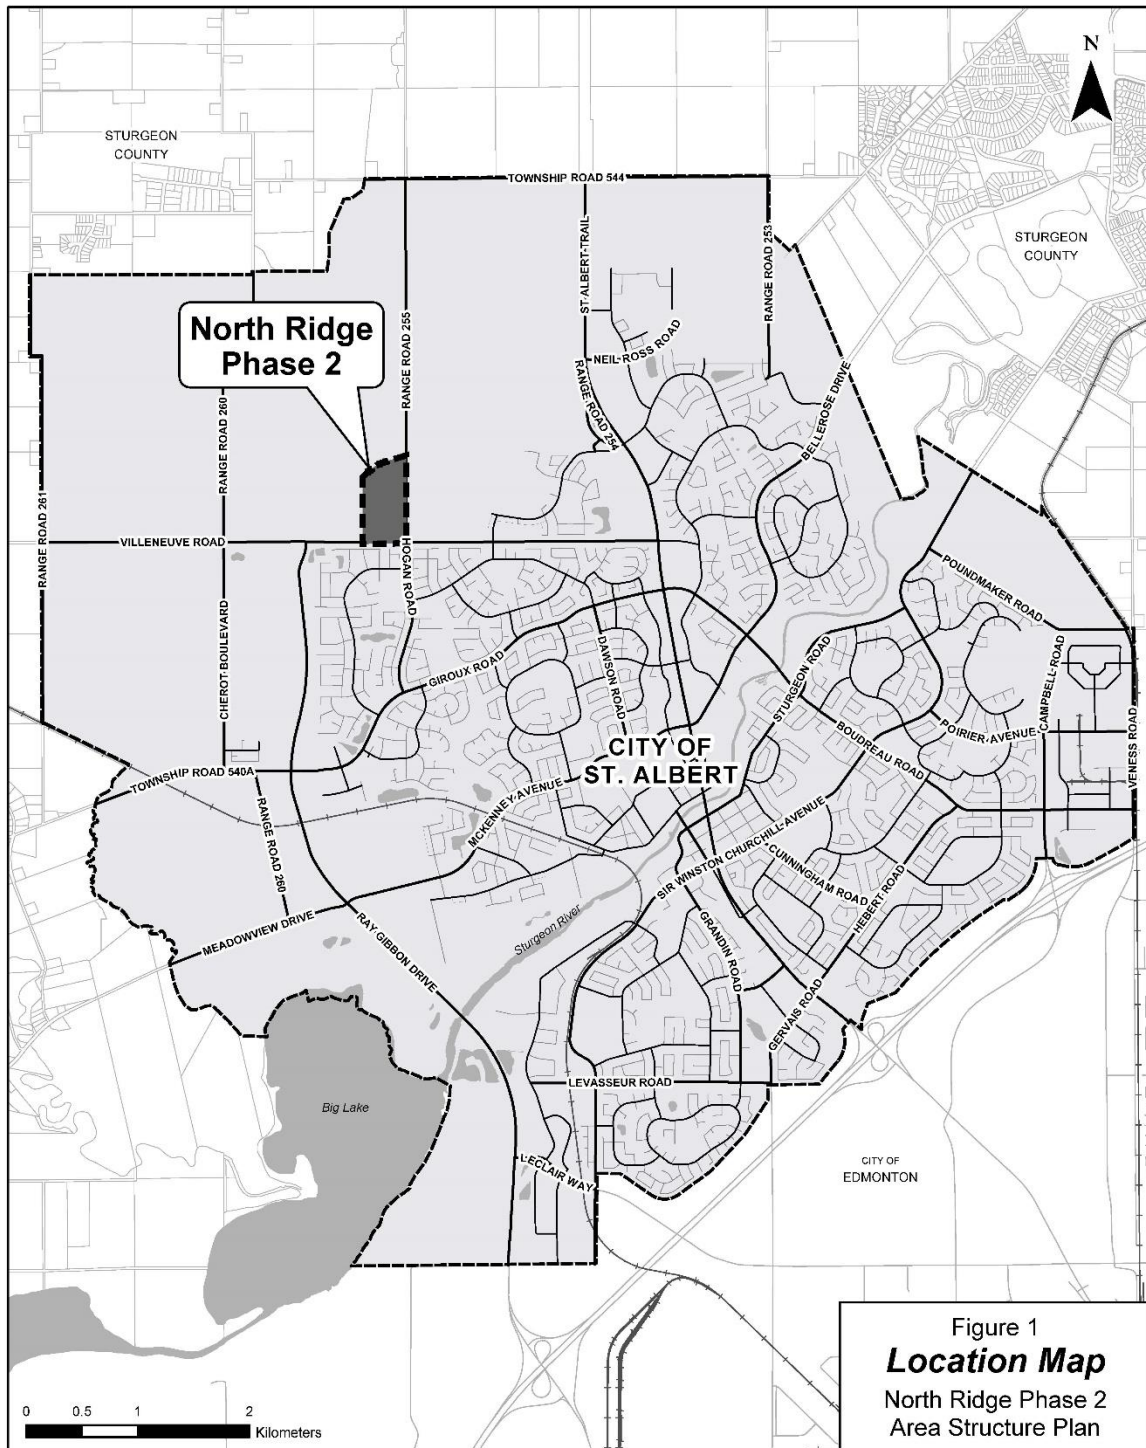 N
STURGEON
COUNTY
TOWNSHIP ROAD 544
STURGEON
COUNTY
ST ALBERT TRAIL
RANGE ROAD 253
North Ridge
Phase 2
RANGE ROAD 255
NEIL ROSS ROAD
RANGE ROAD 254
BELLEROSE DRIVE
RANGE ROAD 260
RANGE ROAD 261
VILLENEUVE ROAD
HOGAN ROAD
POUNDMAKER ROAD
CHEROT BOULEVARD
GIROUX ROAD
DAWSON ROAD
STURGEON ROAD
CAMPBELL ROAD
POIRIER AVENUE
VENESS ROAD
BOUDREAU ROAD
CITY OF
ST. ALBERT
TOWNSHIP ROAD 540A
RANGE ROAD 260
MCKENNEY AVENUE
SIR WINSTON CHURCHILL AVENUE
CUNNINGHAM ROAD
HEBERT ROAD
MEADOWVIEW DRIVE
RAY GIBBON DRIVE
Sturgeon River
GRANDIN ROAD
GERVAIS ROAD
LEVASSEUR ROAD
Big Lake
LECLAIR WAY
CITY OF
EDMONTON
Figure 1
Location Map
North Ridge Phase 2
Area Structure Plan
0 0.5 1 2
Kilometers